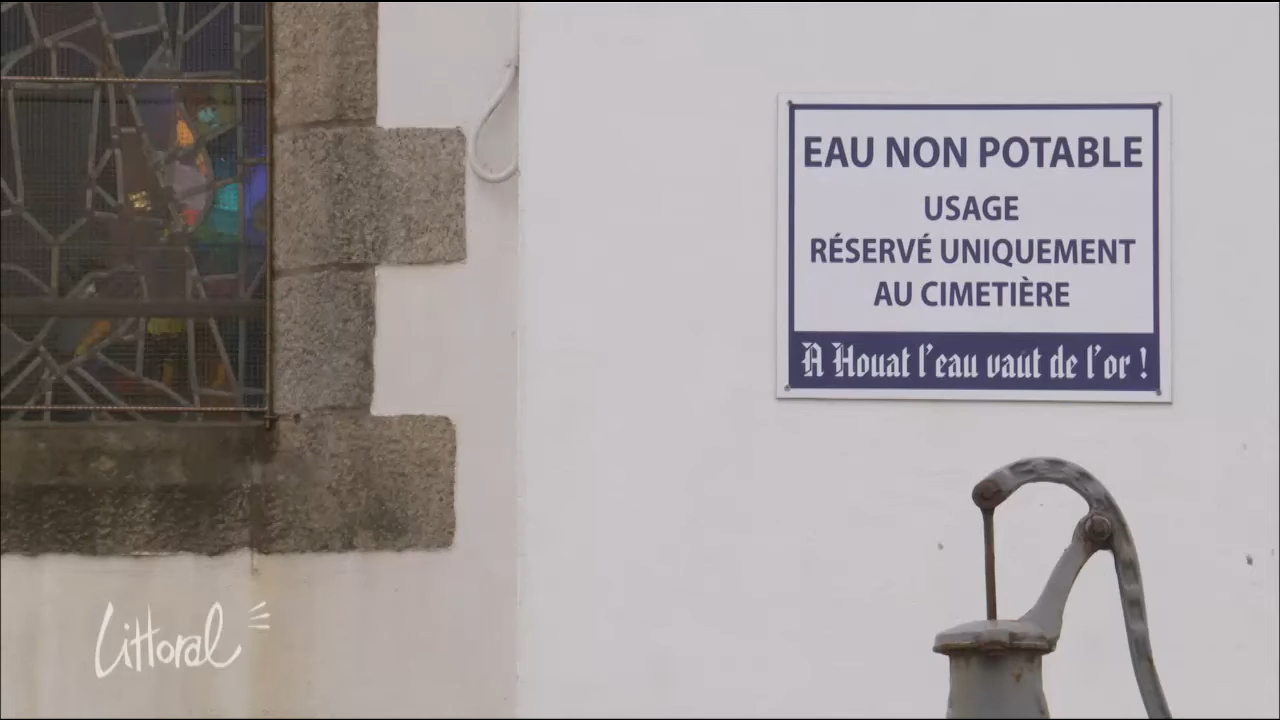 EAU NON POTABLE
USAGE
RÉSERVÉ UNIQUEMENT
AU CIMETIÈRE
A Houat l'eau vaut de l'or !
Littoral